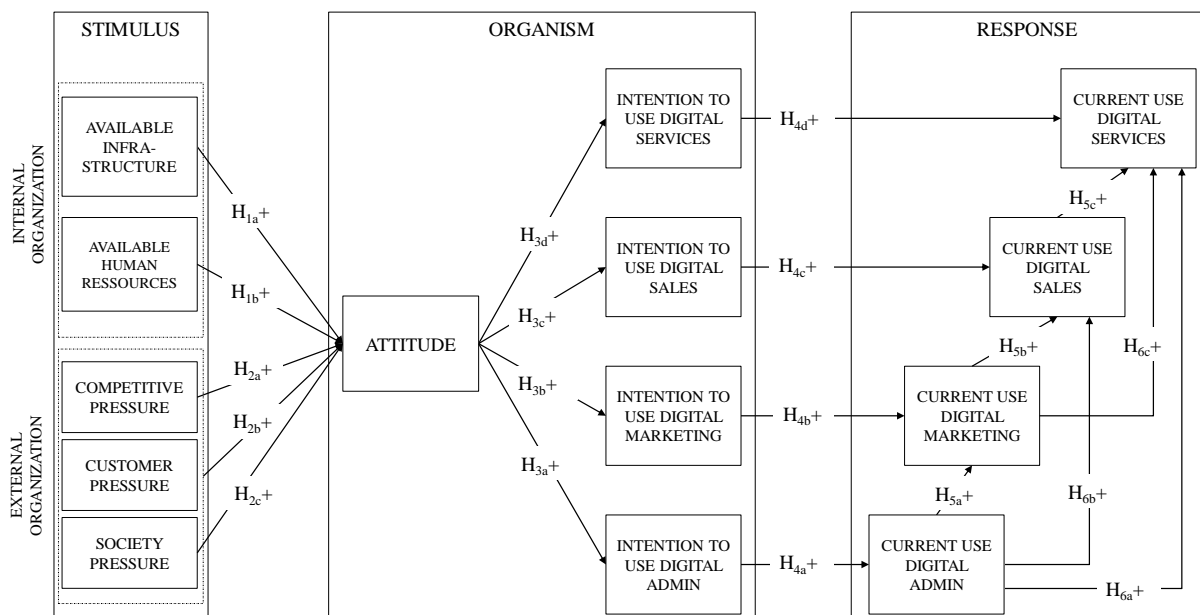 STIMULUS
ORGANISM
RESPONSE
INTERNAL
ORGANIZATION
AVAILABLE
INFRA-
STRUCTURE
AVAILABLE
HUMAN
RESSOURCES
EXTERNAL
ORGANIZATION
COMPETITIVE
PRESSURE
CUSTOMER
PRESSURE
SOCIETY
PRESSURE
H1a+
H1b+
H2a+
H2b+
H2c+
ATTITUDE
H3d+
H3c+
H3b+
H3a+
INTENTION TO
USE DIGITAL
SERVICES
INTENTION TO
USE DIGITAL
SALES
INTENTION TO
USE DIGITAL
MARKETING
INTENTION TO
USE DIGITAL
ADMIN
H4d+
H4c+
H4b+
H4a+
CURRENT USE
DIGITAL
SERVICES
H5c+
CURRENT USE
DIGITAL
SALES
H5b+
H6c+
CURRENT USE
DIGITAL
MARKETING
H5a+
H6b+
CURRENT USE
DIGITAL
ADMIN
H6a+